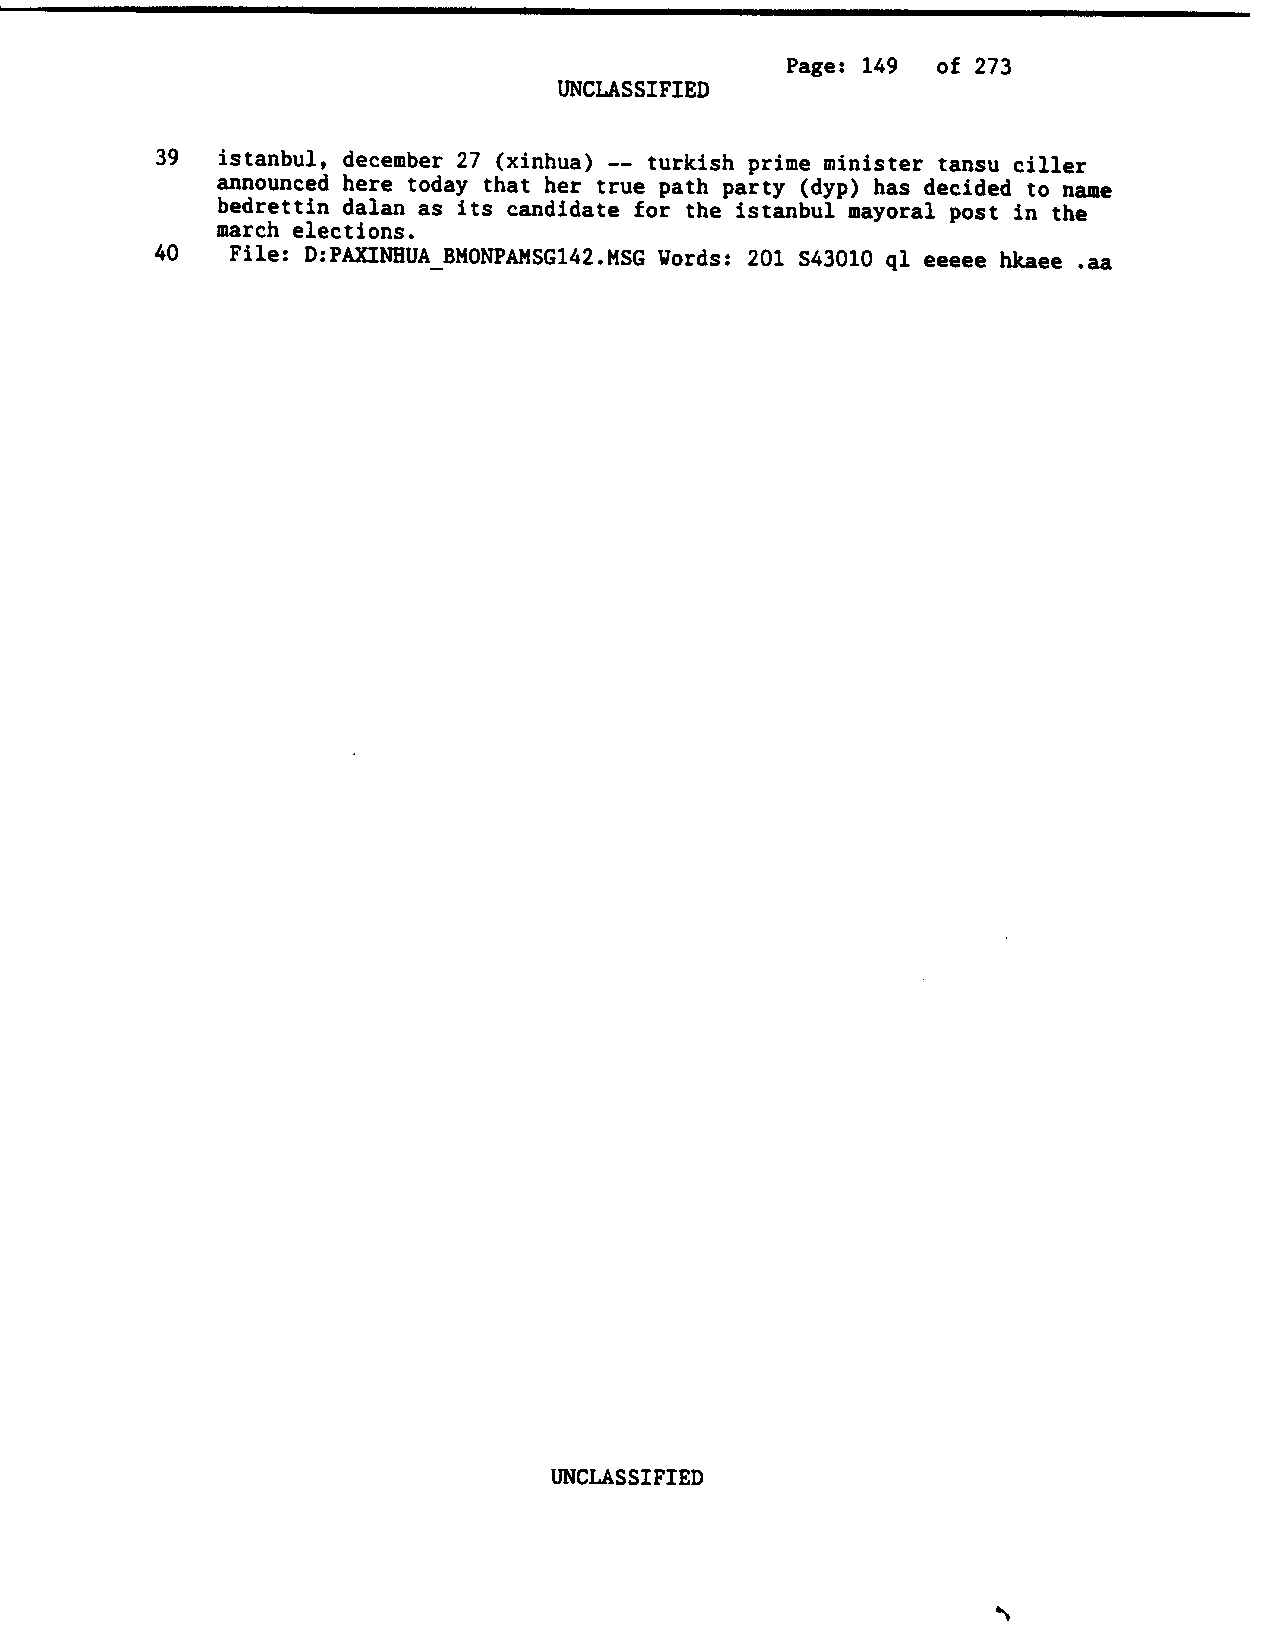 Page: 149 of 273
UNCLASSIFIED
39 istanbul, december 27 (xinhua) -- turkish prime minister tansu ciller
announced here today that her true path party (dyp) has decided to name
bedrettin dalan as its candidate for the istanbul mayoral post in the
march elections.
40 File: D:PAXINHUA_BMONPAMSG142.MSG Words: 201 S43010 ql eeeee hkaee .aa
UNCLASSIFIED